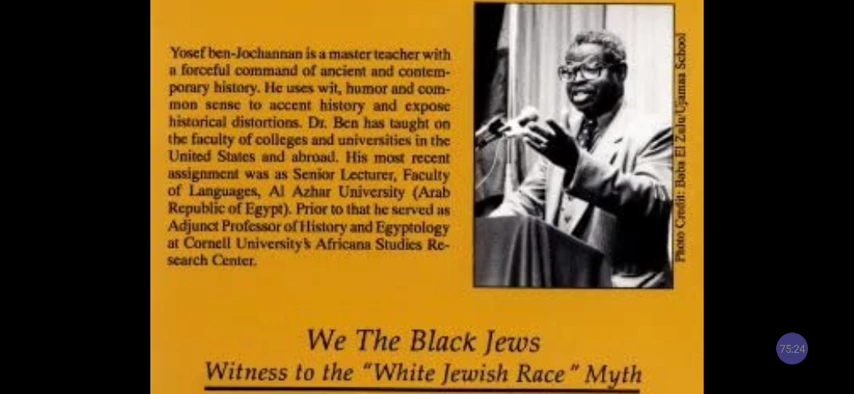 Yosef ben-Jochannan is a master teacher with
a forceful command of ancient and contem-
porary history. He uses wit, humor and com-
mon sense to accent history and expose
historical distortions. Dr. Ben has taught on
the faculty of colleges and universities in the
United States and abroad. His most recent
assignment was as Senior Lecturer, Faculty
of Languages, Al Azhar University (Arab
Republic of Egypt). Prior to that he served as
Adjunct Professor of History and Egyptology
at Cornell University's Africana Studies Re-
search Center.
Photo Credit: Baba El Zulu/Ujamaa School
We The Black Jews
Witness to the "White Jewish Race" Myth
75:24